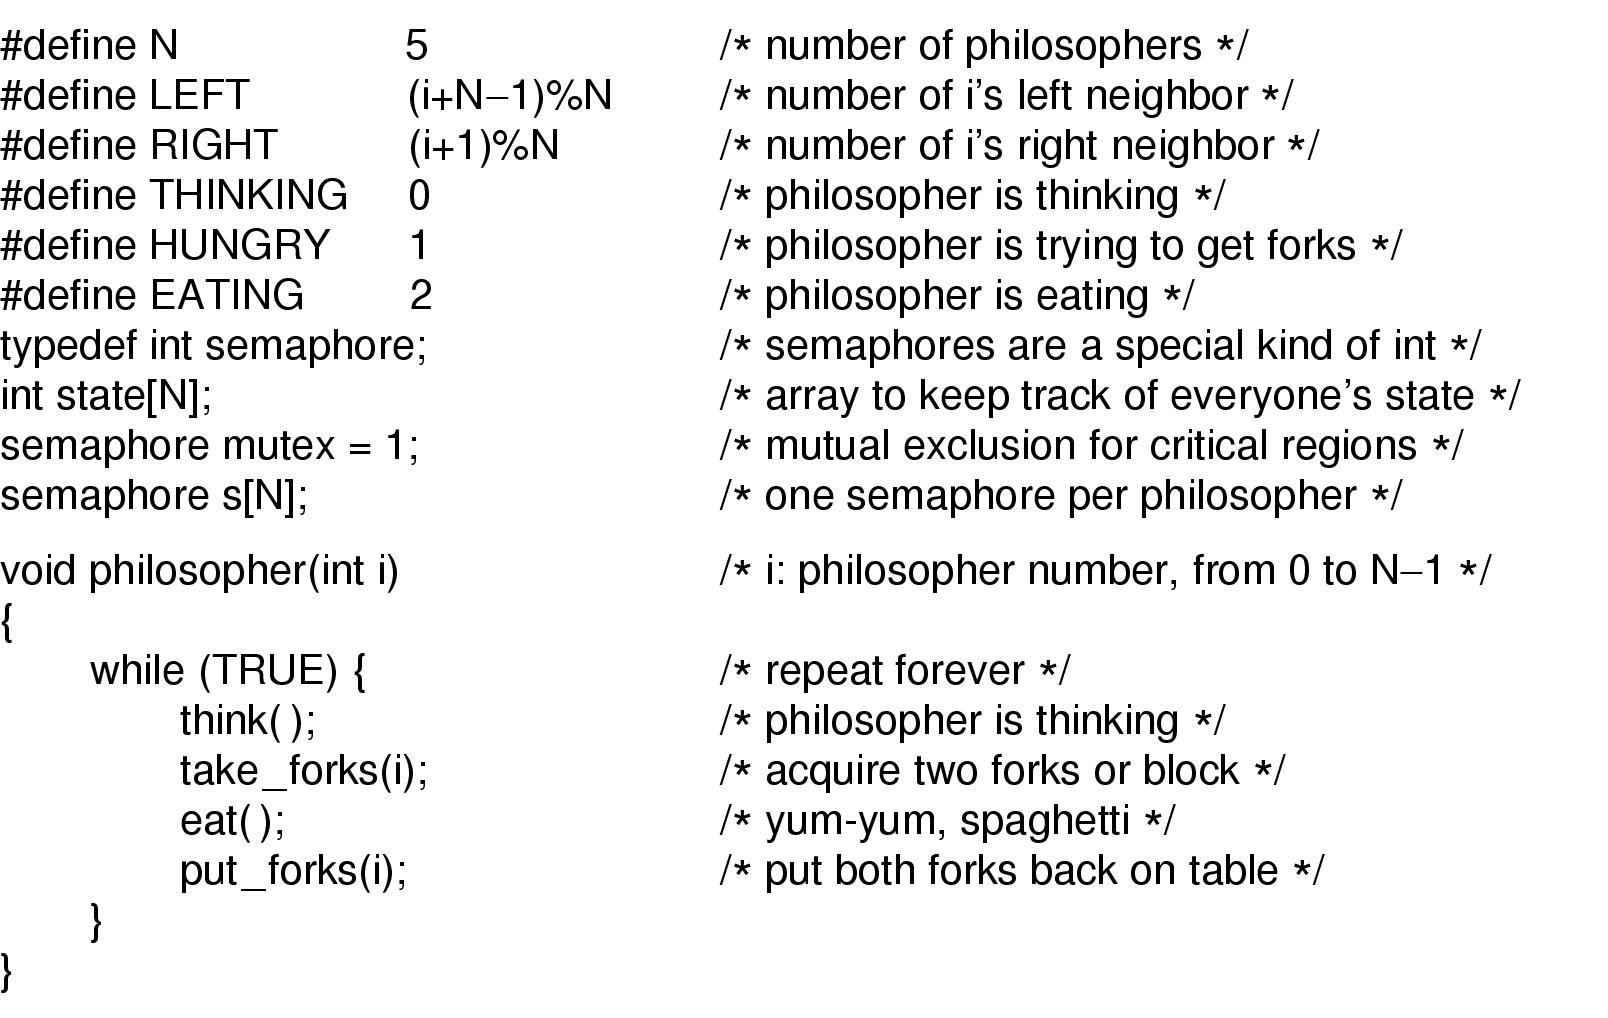 #define N 5 /* number of philosophers */
#define LEFT (i+N−1)%N /* number of i’s left neighbor */
#define RIGHT (i+1)%N /* number of i’s right neighbor */
#define THINKING 0 /* philosopher is thinking */
#define HUNGRY 1 /* philosopher is trying to get forks */
#define EATING 2 /* philosopher is eating */
typedef int semaphore; /* semaphores are a special kind of int */
int state[N]; /* array to keep track of everyone’s state */
semaphore mutex = 1; /* mutual exclusion for critical regions */
semaphore s[N]; /* one semaphore per philosopher */
void philosopher(int i) /* i: philosopher number, from 0 to N−1 */
{
while (TRUE) { /* repeat forever */
think( ); /* philosopher is thinking */
take_forks(i); /* acquire two forks or block */
eat( ); /* yum-yum, spaghetti */
put_forks(i); /* put both forks back on table */
}
}